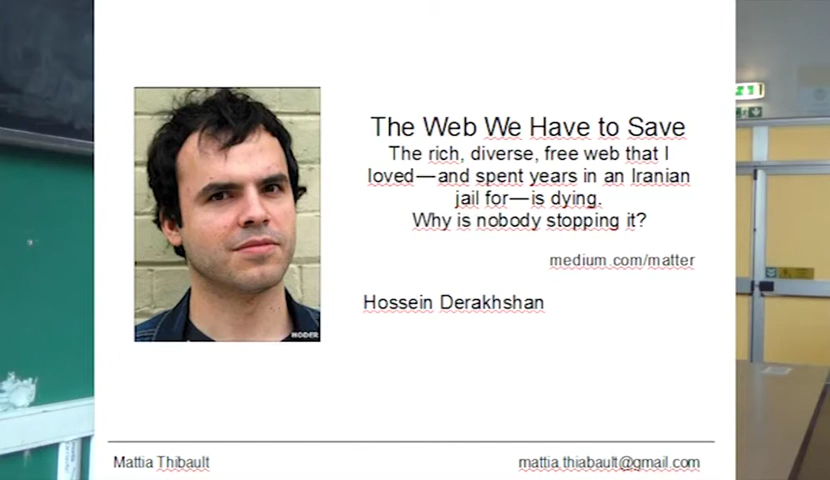 The Web We Have to Save
The rich, diverse, free web that I
loved—and spent years in an Iranian
jail for—is dying.
Why is nobody stopping it?
medium.com/matter
Hossein Derakhshan
HODER
Mattia Thibault
mattia.thiabault@gmail.com